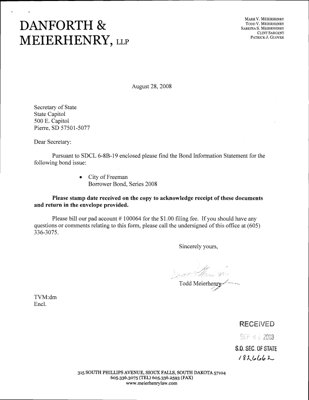 DANFORTH &
MEIERHENRY, LLP
MARK V. MEIERHENRY
TODD V. MEIERHENRY
SABRINA S. MEIERHENRY
CLINT SARGENT
PATRICK J. GLOVER
August 28, 2008
Secretary of State
State Capitol
500 E. Capitol
Pierre, SD 57501-5077
Dear Secretary:
Pursuant to SDCL 6-8B-19 enclosed please find the Bond Information Statement for the
following bond issue:
• City of Freeman
Borrower Bond, Series 2008
Please stamp date received on the copy to acknowledge receipt of these documents
and return in the envelope provided.
Please bill our pad account # 100064 for the $1.00 filing fee. If you should have any
questions or comments relating to this form, please call the undersigned of this office at (605)
336-3075.
Sincerely yours,
Todd Meierhenry
TVM:dm
Encl.
RECEIVED
S.D. SEC. OF STATE
1826662
315 SOUTH PHILLIPS AVENUE, SIOUX FALLS, SOUTH DAKOTA 57104
605.336.3075 (TEL) 605.336.2593 (FAX)
www.meierhenrylaw.com